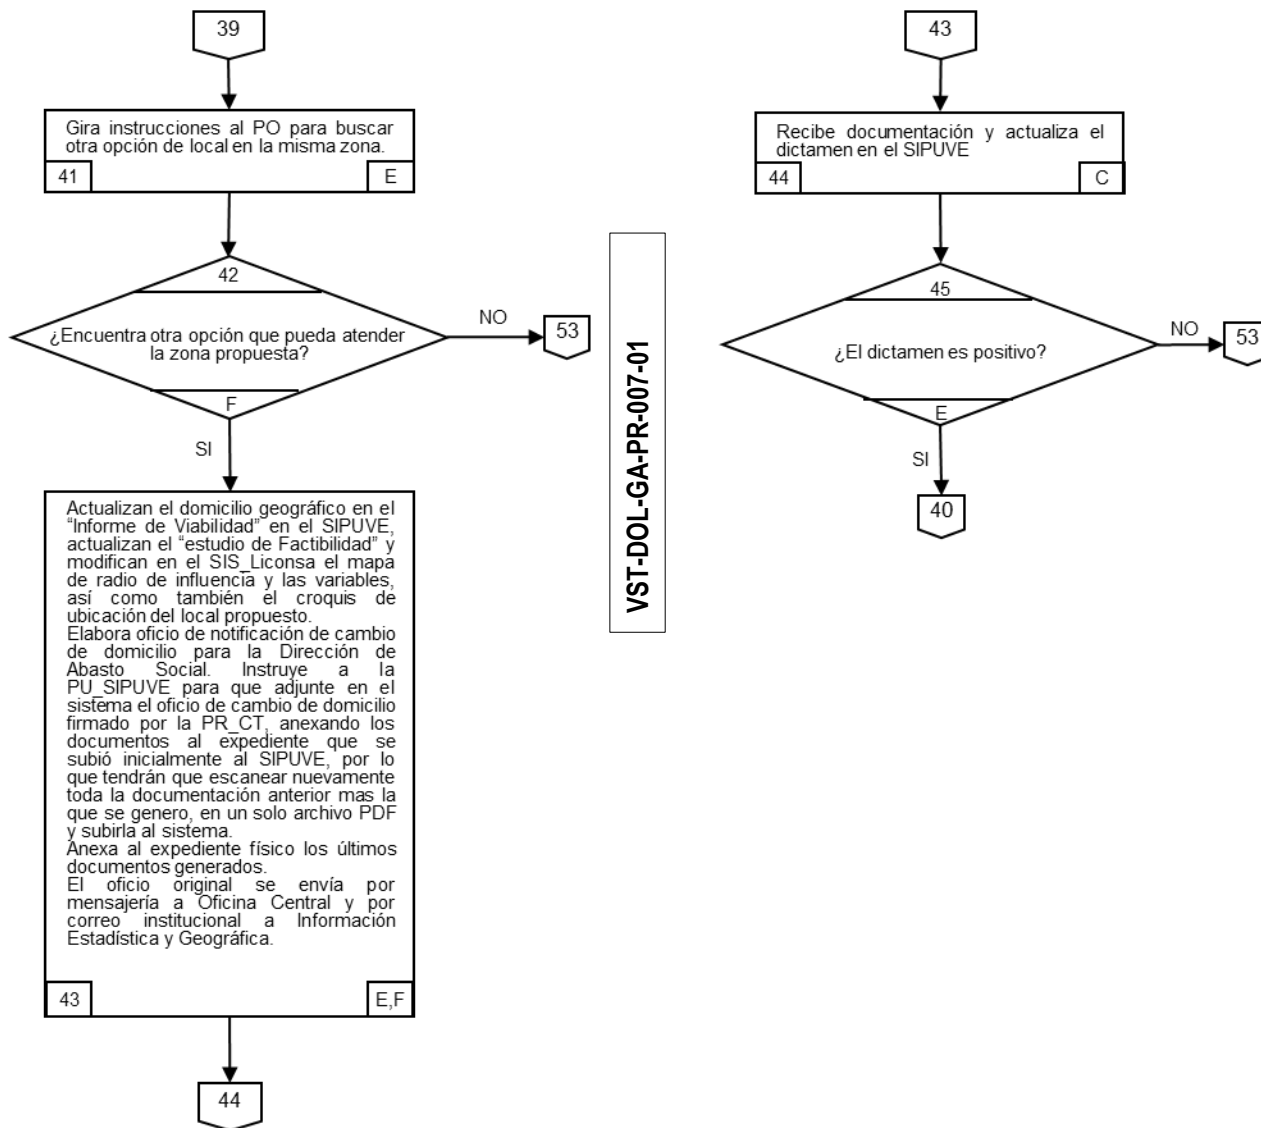 39
Gira instrucciones al PO para buscar
otra opción de local en la misma zona.
41
E
42
¿Encuentra otra opción que pueda atender
la zona propuesta?
F
NO
53
SI
Actualizan el domicilio geográfico en el
“Informe de Viabilidad” en el SIPUVE,
actualizan el “estudio de Factibilidad” y
modifican en el SIS_Liconsa el mapa
de radio de influencia y las variables,
así como también el croquis de
ubicación del local propuesto.
Elabora oficio de notificación de cambio
de domicilio para la Dirección de
Abasto Social. Instruye a la
PU_SIPUVE para que adjunte en el
sistema el oficio de cambio de domicilio
firmado por la PR_CT, anexando los
documentos al expediente que se
subió inicialmente al SIPUVE, por lo
que tendrán que escanear nuevamente
toda la documentación anterior mas la
que se genero, en un solo archivo PDF
y subirla al sistema.
Anexa al expediente físico los últimos
documentos generados.
El oficio original se envía por
mensajería a Oficina Central y por
correo institucional a Información
Estadística y Geográfica.
43
E,F
44
VST-DOL-GA-PR-007-01
43
Recibe documentación y actualiza el
dictamen en el SIPUVE
44
C
45
¿El dictamen es positivo?
E
NO
53
SI
40